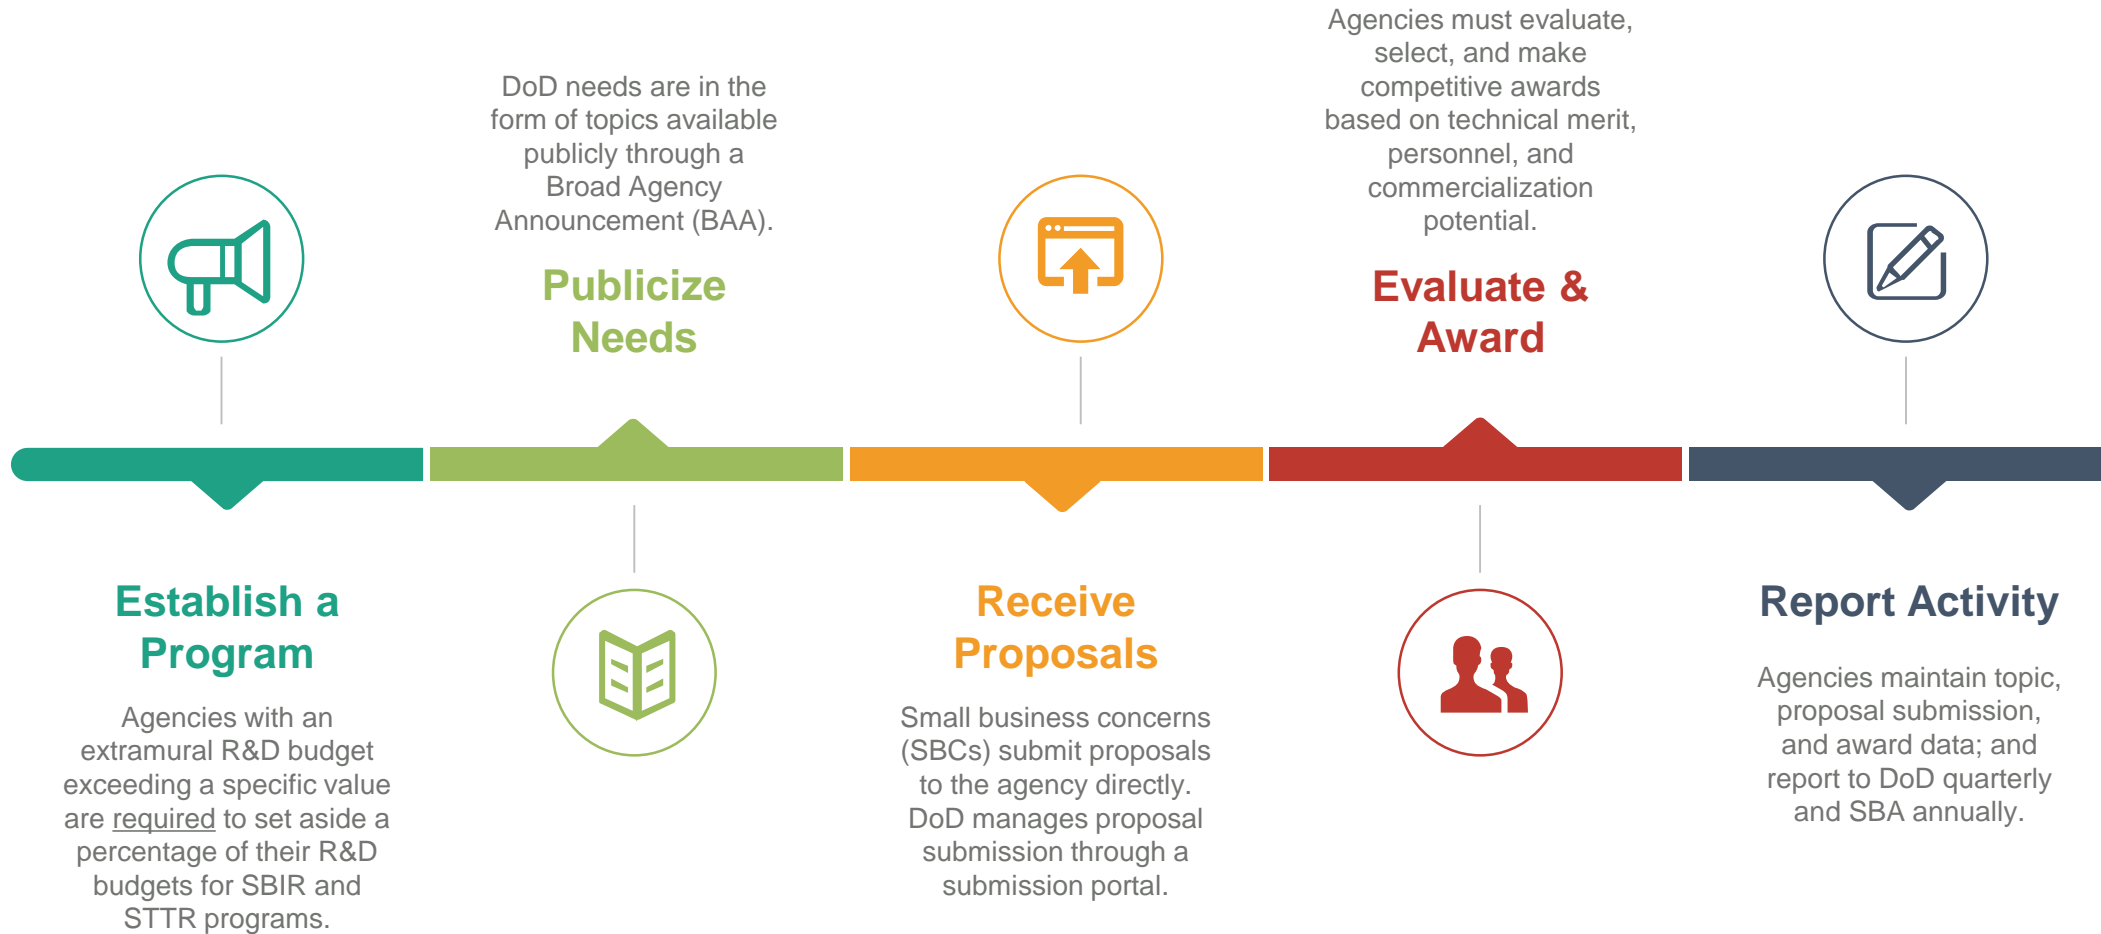 Establish a
Program
Agencies with an
extramural R&D budget
exceeding a specific value
are required to set aside a
percentage of their R&D
budgets for SBIR and
STTR programs.
DoD needs are in the
form of topics available
publicly through a
Broad Agency
Announcement (BAA).
Publicize
Needs
Receive
Proposals
Small business concerns
(SBCs) submit proposals
to the agency directly.
DoD manages proposal
submission through a
submission portal.
Agencies must evaluate,
select, and make
competitive awards
based on technical merit,
personnel, and
commercialization
potential.
Evaluate &
Award
Report Activity
Agencies maintain topic,
proposal submission,
and award data; and
report to DoD quarterly
and SBA annually.